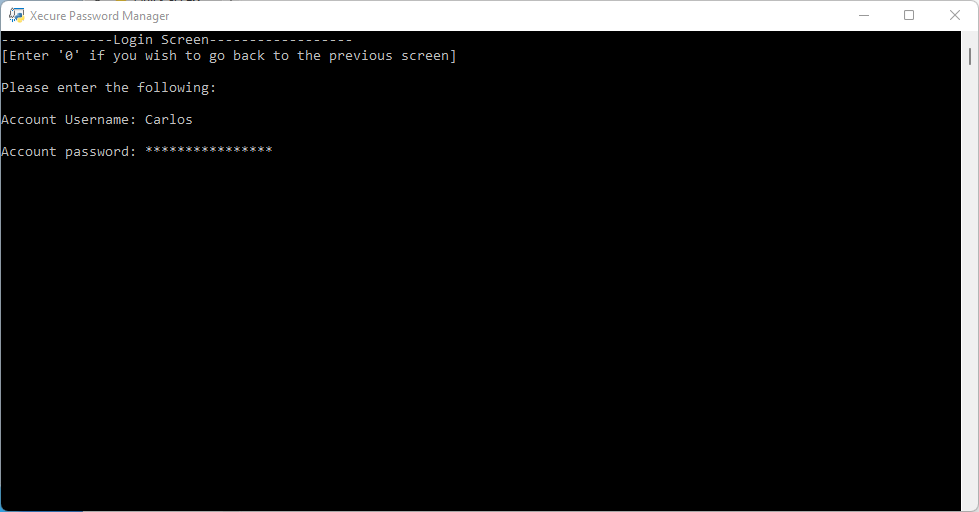 Xecure Password Manager
--------------Login Screen------------------
[Enter '0' if you wish to go back to the previous screen]
Please enter the following:
Account Username: Carlos
Account password: ****************